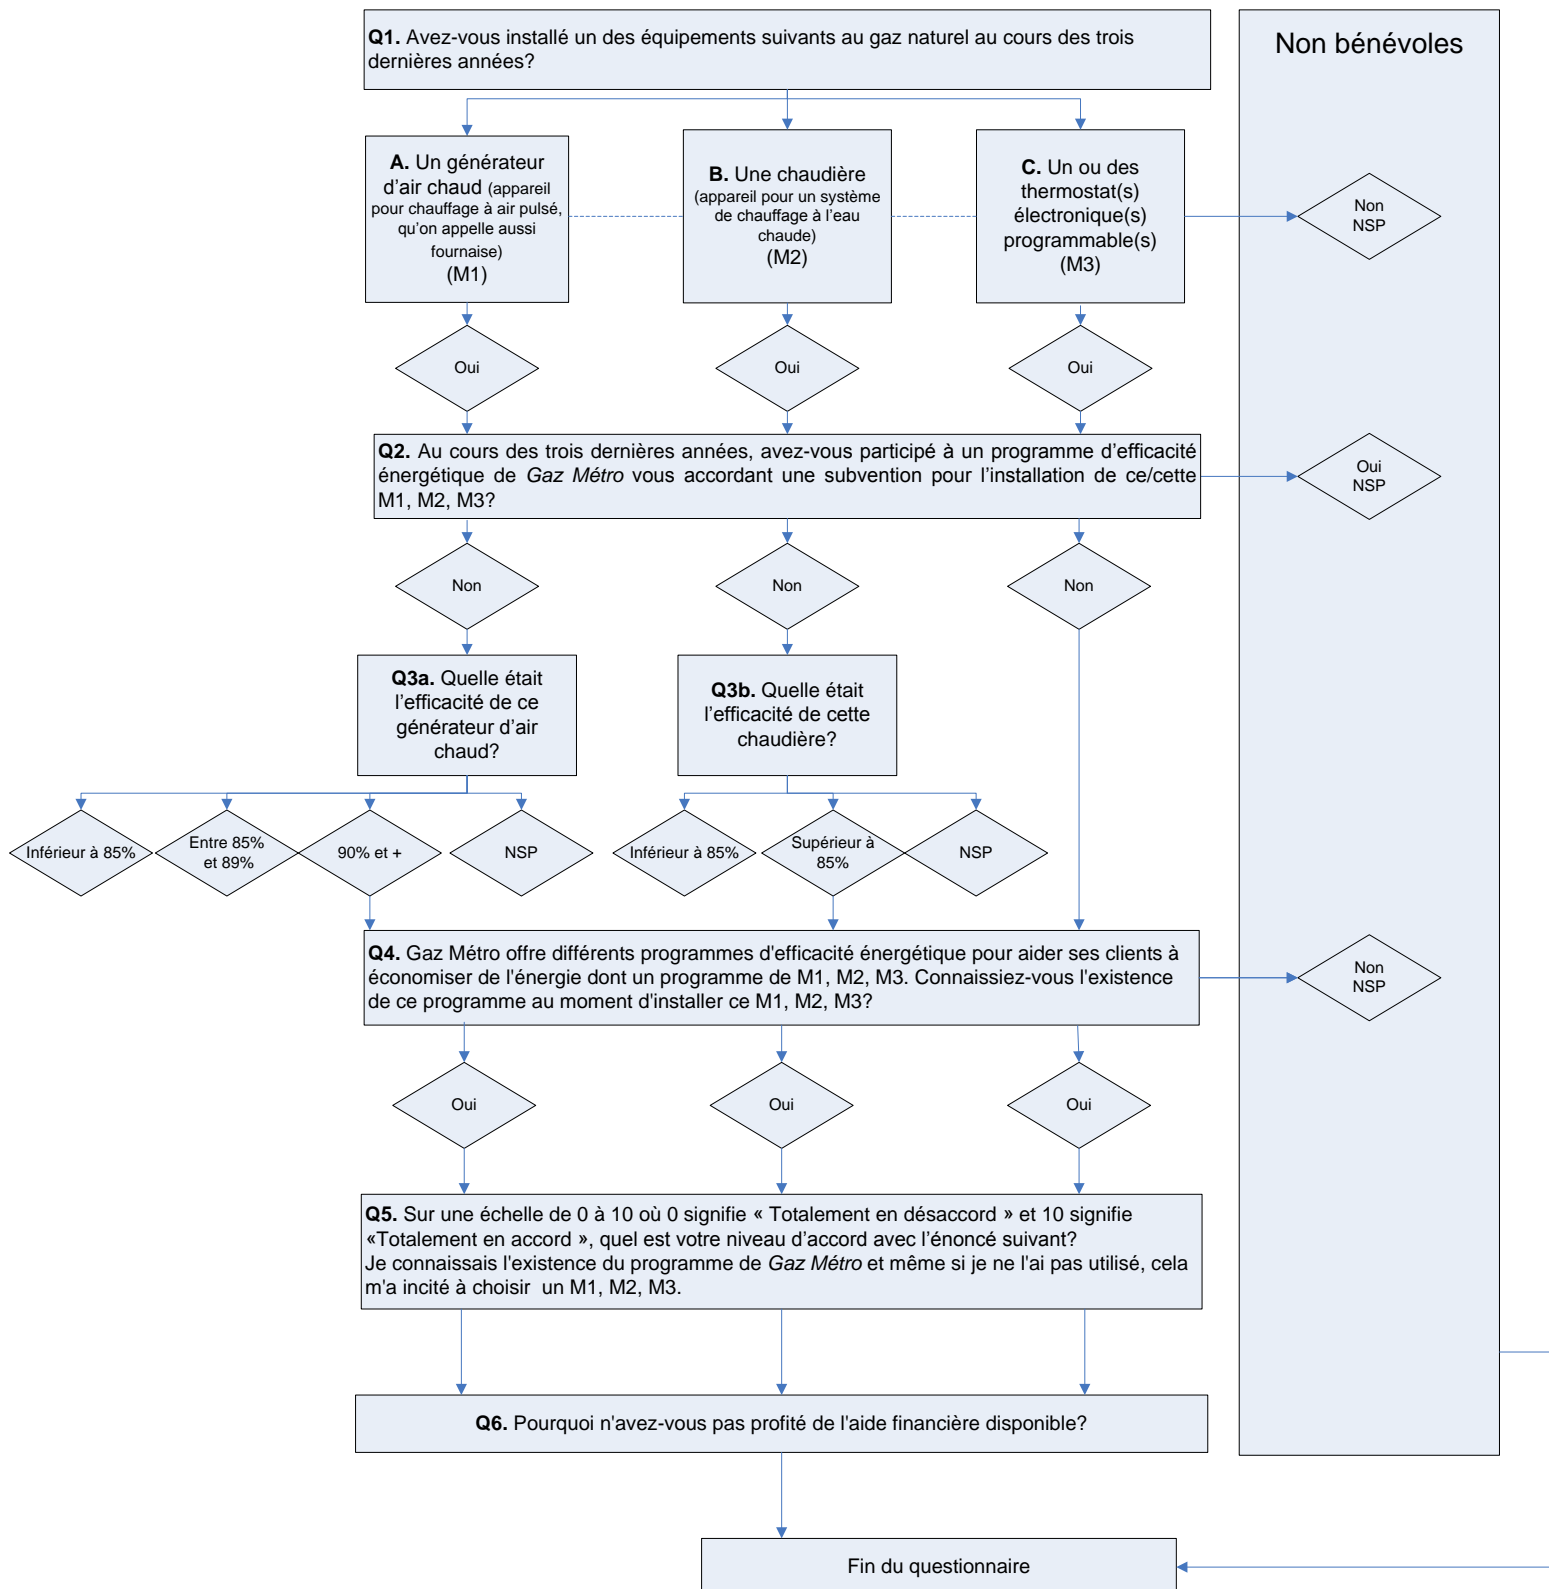 Q1. Avez-vous installé un des équipements suivants au gaz naturel au cours des trois
dernières années?
Non bénévoles
A. Un générateur
d’air chaud (appareil
pour chauffage à air pulsé,
qu’on appelle aussi
fournaise)
(M1)
B. Une chaudière
(appareil pour un système
de chauffage à l’eau
chaude)
(M2)
C. Un ou des
thermostat(s)
électronique(s)
programmable(s)
(M3)
Non
NSP
Oui
Oui
Oui
Q2. Au cours des trois dernières années, avez-vous participé à un programme d’efficacité
énergétique de Gaz Métro vous accordant une subvention pour l’installation de ce/cette
M1, M2, M3?
Oui
NSP
Non
Non
Non
Q3a. Quelle était
l’efficacité de ce
générateur d’air
chaud?
Q3b. Quelle était
l’efficacité de cette
chaudière?
Inférieur à 85%
Entre 85%
et 89%
90% et +
NSP
Inférieur à 85%
Supérieur à
85%
NSP
Q4. Gaz Métro offre différents programmes d'efficacité énergétique pour aider ses clients à
économiser de l'énergie dont un programme de M1, M2, M3. Connaissiez-vous l'existence
de ce programme au moment d'installer ce M1, M2, M3?
Non
NSP
Oui
Oui
Oui
Q5. Sur une échelle de 0 à 10 où 0 signifie « Totalement en désaccord » et 10 signifie
«Totalement en accord », quel est votre niveau d’accord avec l’énoncé suivant?
Je connaissais l'existence du programme de Gaz Métro et même si je ne l'ai pas utilisé, cela
m'a incité à choisir un M1, M2, M3.
Q6. Pourquoi n'avez-vous pas profité de l'aide financière disponible?
Fin du questionnaire